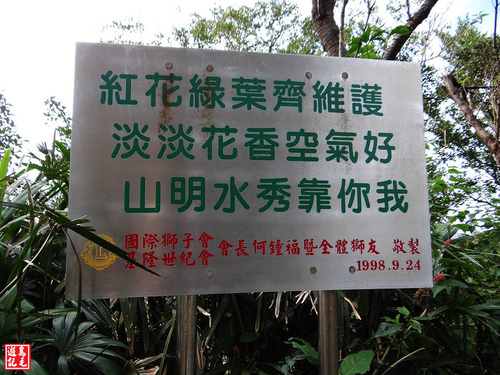 紅花綠葉齊維護
淡淡花香空氣好
山明水秀靠你我
國際獅子會
基隆世紀會
會長何鐘福暨全體獅友 敬製
1998.9.24